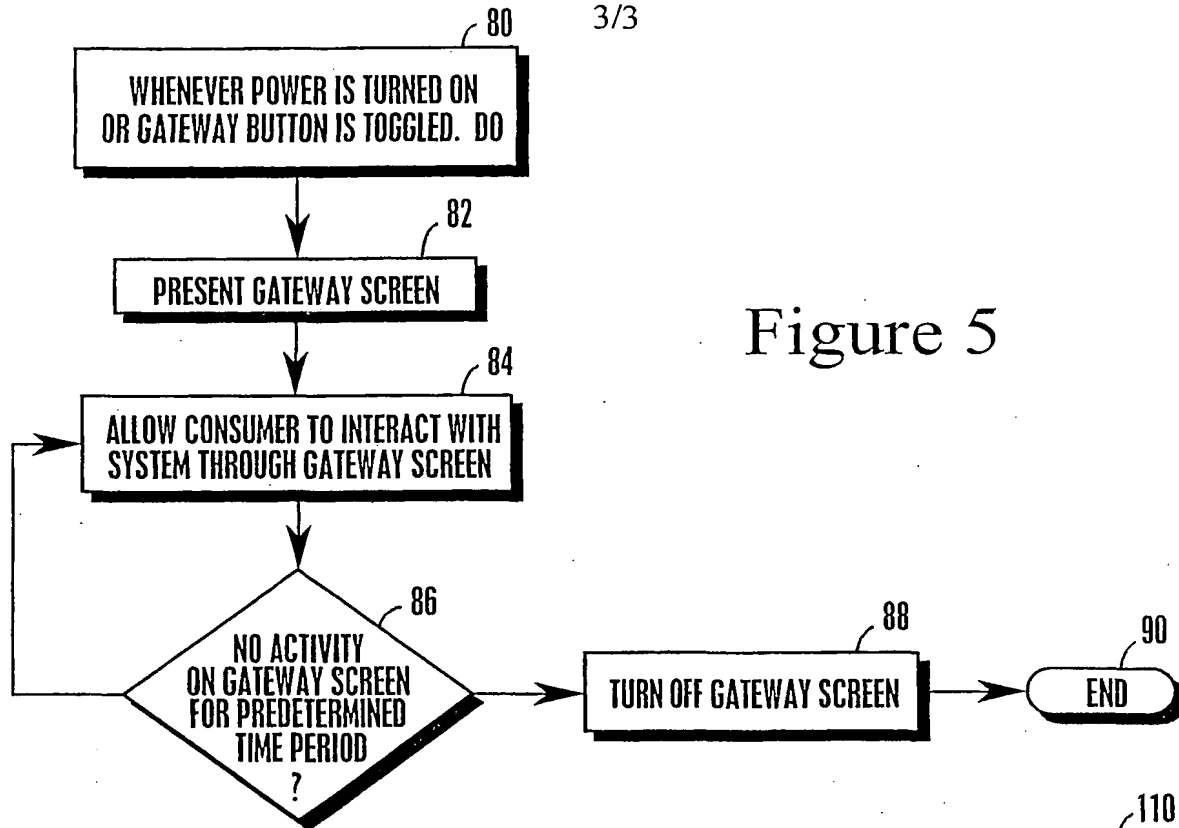 3/3
80
WHENEVER POWER IS TURNED ON
OR GATEWAY BUTTON IS TOGGLED. DO
82
PRESENT GATEWAY SCREEN
Figure 5
84
ALLOW CONSUMER TO INTERACT WITH
SYSTEM THROUGH GATEWAY SCREEN
86
NO ACTIVITY
ON GATEWAY SCREEN
FOR PREDETERMINED
TIME PERIOD
?
88
TURN OFF GATEWAY SCREEN
90
END
110